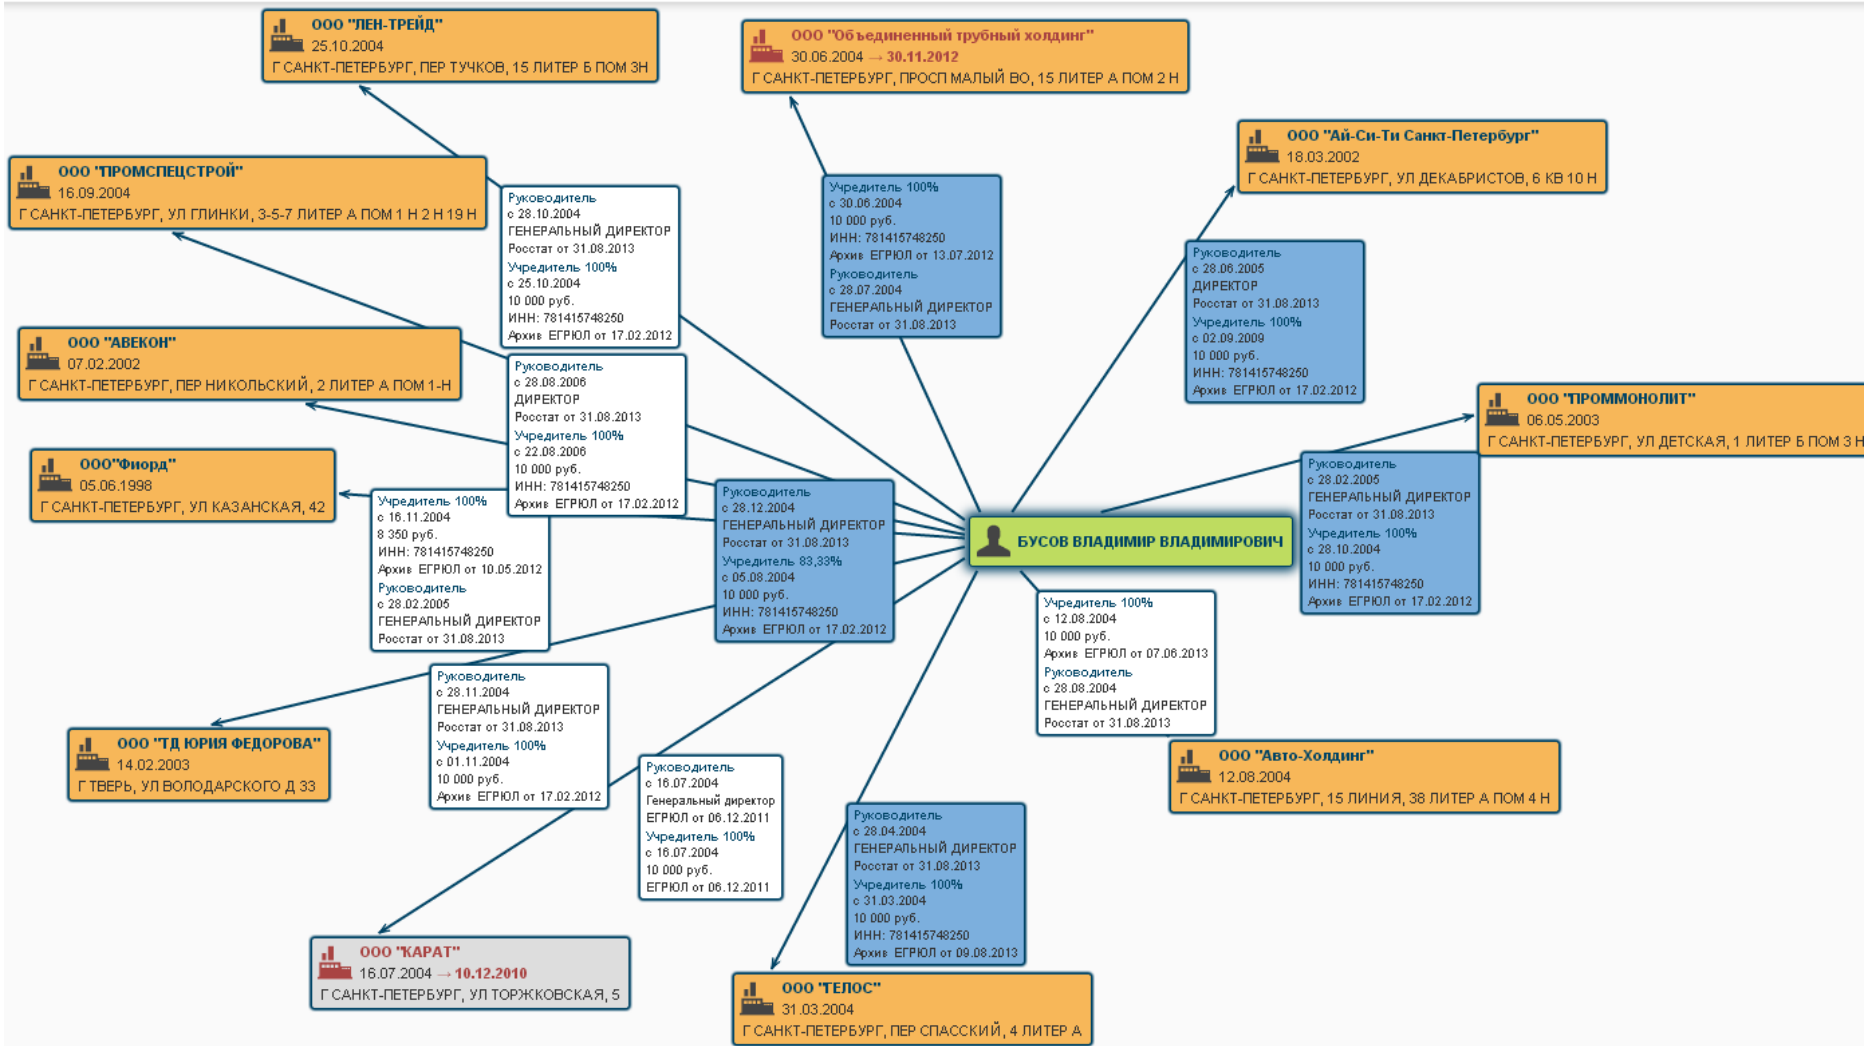 ООО "ЛЕН-ТРЕЙД"
25.10.2004
Г САНКТ-ПЕТЕРБУРГ, ПЕР ТУЧКОВ, 15 ЛИТЕР Б ПОМ 3Н
ООО "Объединенный трубный холдинг"
30.06.2004 → 30.11.2012
Г САНКТ-ПЕТЕРБУРГ, ПРОСП МАЛЫЙ ВО, 15 ЛИТЕР А ПОМ 2 Н
ООО "Ай-Си-Ти Санкт-Петербург"
18.03.2002
Г САНКТ-ПЕТЕРБУРГ, УЛ ДЕКАБРИСТОВ, 6 КВ 10 Н
ООО "ПРОМСПЕЦСТРОЙ"
16.09.2004
Г САНКТ-ПЕТЕРБУРГ, УЛ ГЛИНКИ, 3-5-7 ЛИТЕР А ПОМ 1 Н 2 Н 19 Н
Руководитель
с 28.10.2004
ГЕНЕРАЛЬНЫЙ ДИРЕКТОР
Росстат от 31.08.2013
Учредитель 100%
с 25.10.2004
10 000 руб.
ИНН: 781415748250
Архив ЕГРЮЛ от 17.02.2012
Учредитель 100%
с 30.06.2004
10 000 руб.
ИНН: 781415748250
Архив ЕГРЮЛ от 13.07.2012
Руководитель
с 28.07.2004
ГЕНЕРАЛЬНЫЙ ДИРЕКТОР
Росстат от 31.08.2013
Руководитель
с 28.06.2005
ДИРЕКТОР
Росстат от 31.08.2013
Учредитель 100%
с 02.09.2009
10 000 руб.
ИНН: 781415748250
Архив ЕГРЮЛ от 17.02.2012
ООО "АВЕКОН"
07.02.2002
Г САНКТ-ПЕТЕРБУРГ, ПЕР НИКОЛЬСКИЙ, 2 ЛИТЕР А ПОМ 1-Н
Руководитель
с 28.08.2006
ДИРЕКТОР
Росстат от 31.08.2013
Учредитель 100%
с 22.08.2006
10 000 руб.
ИНН: 781415748250
Архив ЕГРЮЛ от 17.02.2012
ООО "ПРОММОНОЛИТ"
06.05.2003
Г САНКТ-ПЕТЕРБУРГ, УЛ ДЕТСКАЯ, 1 ЛИТЕР Б ПОМ 3 Н
ООО"Фиорд"
05.06.1998
Г САНКТ-ПЕТЕРБУРГ, УЛ КАЗАНСКАЯ, 42
Учредитель 100%
с 16.11.2004
8 350 руб.
ИНН: 781415748250
Архив ЕГРЮЛ от 10.05.2012
Руководитель
с 28.02.2005
ГЕНЕРАЛЬНЫЙ ДИРЕКТОР
Росстат от 31.08.2013
Руководитель
с 28.12.2004
ГЕНЕРАЛЬНЫЙ ДИРЕКТОР
Росстат от 31.08.2013
Учредитель 83,33%
с 05.08.2004
10 000 руб.
ИНН: 781415748250
Архив ЕГРЮЛ от 17.02.2012
БУСОВ ВЛАДИМИР ВЛАДИМИРОВИЧ
Руководитель
с 28.02.2005
ГЕНЕРАЛЬНЫЙ ДИРЕКТОР
Росстат от 31.08.2013
Учредитель 100%
с 28.10.2004
10 000 руб.
ИНН: 781415748250
Архив ЕГРЮЛ от 17.02.2012
Учредитель 100%
с 12.08.2004
10 000 руб.
Архив ЕГРЮЛ от 07.06.2013
Руководитель
с 28.08.2004
ГЕНЕРАЛЬНЫЙ ДИРЕКТОР
Росстат от 31.08.2013
Руководитель
с 28.11.2004
ГЕНЕРАЛЬНЫЙ ДИРЕКТОР
Росстат от 31.08.2013
Учредитель 100%
с 01.11.2004
10 000 руб.
Архив ЕГРЮЛ от 17.02.2012
ООО "ТД ЮРИЯ ФЕДОРОВА"
14.02.2003
Г ТВЕРЬ, УЛ ВОЛОДАРСКОГО Д 33
ООО "Авто-Холдинг"
12.08.2004
Г САНКТ-ПЕТЕРБУРГ, 15 ЛИНИЯ, 38 ЛИТЕР А ПОМ 4 Н
Руководитель
с 16.07.2004
Генеральный директор
ЕГРЮЛ от 06.12.2011
Учредитель 100%
с 16.07.2004
10 000 руб.
ЕГРЮЛ от 06.12.2011
Руководитель
с 28.04.2004
ГЕНЕРАЛЬНЫЙ ДИРЕКТОР
Росстат от 31.08.2013
Учредитель 100%
с 31.03.2004
10 000 руб.
ИНН: 781415748250
Архив ЕГРЮЛ от 09.08.2013
ООО "КАРАТ"
16.07.2004 → 10.12.2010
Г САНКТ-ПЕТЕРБУРГ, УЛ ТОРЖКОВСКАЯ, 5
ООО "ГЕЛОС"
31.03.2004
Г САНКТ-ПЕТЕРБУРГ, ПЕР СПАССКИЙ, 4 ЛИТЕР А